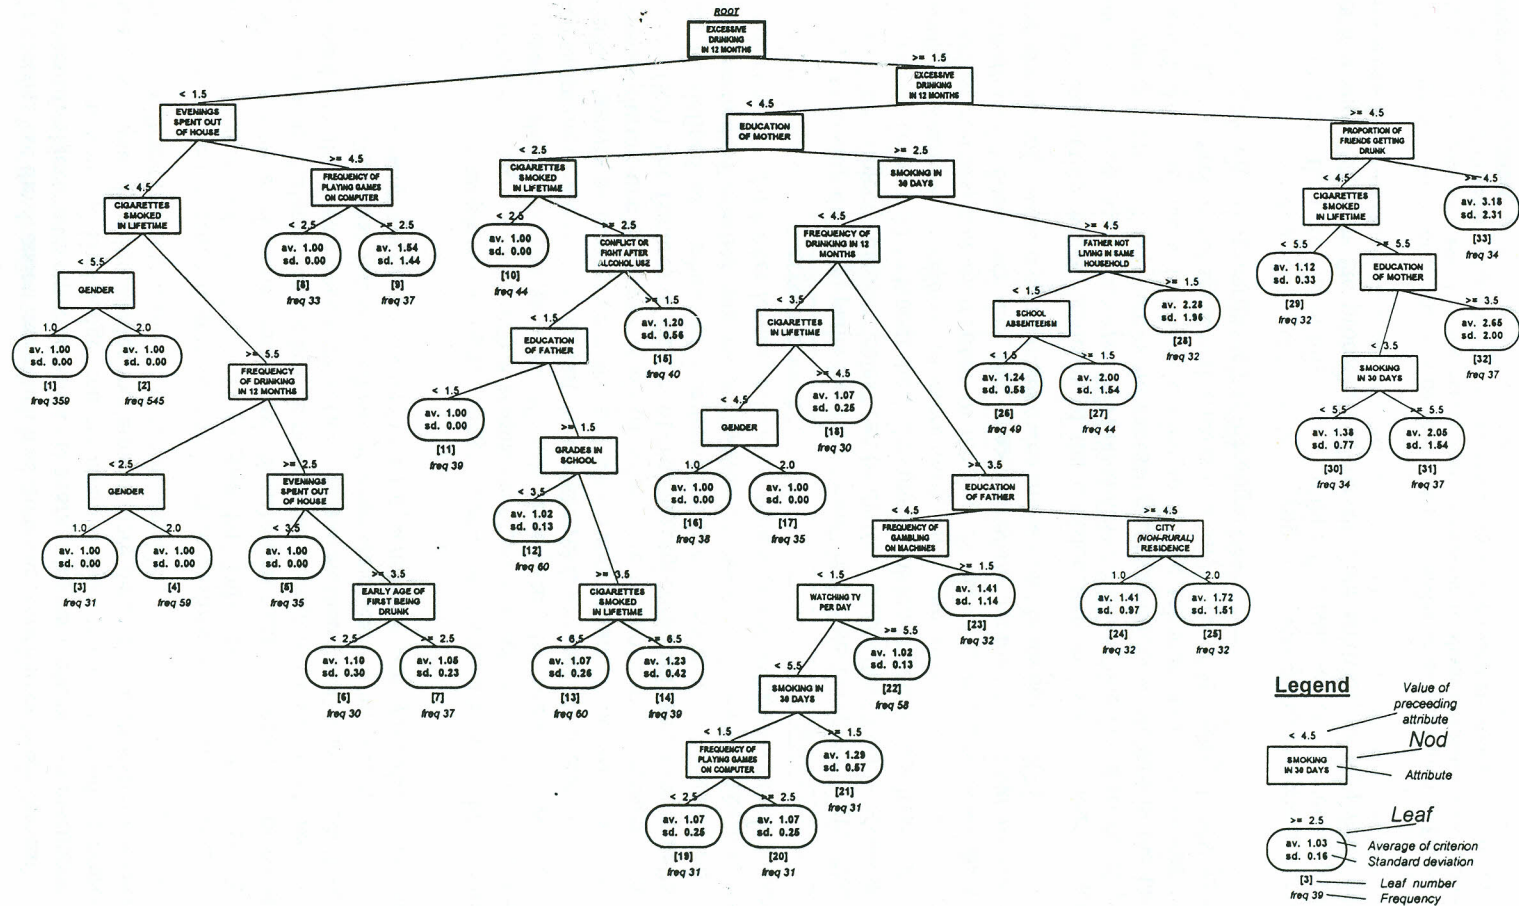 ROOT
EXCESSIVE
DRINKING
IN 12 MONTHS
< 1.5
>= 1.5
EVENINGS
SPENT OUT
OF HOUSE
EXCESSIVE
DRINKING
IN 12 MONTHS
< 4.5
>= 4.5
CIGARETTES
SMOKED
IN LIFETIME
FREQUENCY OF
PLAYING GAMES
ON COMPUTER
< 2.5
>= 2.5
av. 1.00
sd. 0.00
[8]
freq 33
av. 1.54
sd. 1.44
[9]
freq 37
< 5.5
>= 5.5
GENDER
1.0
2.0
av. 1.00
sd. 0.00
[1]
freq 359
av. 1.00
sd. 0.00
[2]
freq 545
FREQUENCY
OF DRINKING
IN 12 MONTHS
< 2.5
>= 2.5
GENDER
1.0
2.0
av. 1.00
sd. 0.00
[3]
freq 31
av. 1.00
sd. 0.00
[4]
freq 59
EVENINGS
SPENT OUT
OF HOUSE
< 3.5
>= 3.5
av. 1.00
sd. 0.00
[5]
freq 35
EARLY AGE OF
FIRST BEING
DRUNK
< 2.5
>= 2.5
av. 1.10
sd. 0.30
[6]
freq 30
av. 1.05
sd. 0.23
[7]
freq 37
< 4.5
>= 4.5
EDUCATION
OF MOTHER
< 2.5
>= 2.5
CIGARETTES
SMOKED
IN LIFETIME
< 2.5
>= 2.5
av. 1.00
sd. 0.00
[10]
freq 44
CONFLICT OR
FIGHT AFTER
ALCOHOL USE
< 1.5
>= 1.5
EDUCATION
OF FATHER
av. 1.20
sd. 0.56
[15]
freq 40
< 1.5
>= 1.5
av. 1.00
sd. 0.00
[11]
freq 39
GRADES IN
SCHOOL
< 3.5
>= 3.5
av. 1.02
sd. 0.13
[12]
freq 60
CIGARETTES
SMOKED
IN LIFETIME
< 6.5
>= 6.5
av. 1.07
sd. 0.25
[13]
freq 60
av. 1.23
sd. 0.42
[14]
freq 39
SMOKING IN
30 DAYS
< 4.5
>= 4.5
FREQUENCY OF
DRINKING IN 12
MONTHS
< 3.5
>= 3.5
CIGARETTES
IN LIFETIME
< 4.5
>= 4.5
GENDER
av. 1.07
sd. 0.25
[18]
freq 30
1.0
2.0
av. 1.00
sd. 0.00
[16]
freq 38
av. 1.00
sd. 0.00
[17]
freq 35
EDUCATION
OF FATHER
< 4.5
>= 4.5
FREQUENCY OF
GAMBLING
ON MACHINES
< 1.5
>= 1.5
WATCHING TV
PER DAY
av. 1.41
sd. 1.14
[23]
freq 32
< 5.5
>= 5.5
SMOKING IN
30 DAYS
av. 1.02
sd. 0.13
[22]
freq 58
< 1.5
>= 1.5
FREQUENCY OF
PLAYING GAMES
ON COMPUTER
av. 1.29
sd. 0.57
[21]
freq 31
< 2.5
>= 2.5
av. 1.07
sd. 0.25
[19]
freq 31
av. 1.07
sd. 0.25
[20]
freq 31
CITY
(NON-RURAL)
RESIDENCE
1.0
2.0
av. 1.41
sd. 0.97
[24]
freq 32
av. 1.72
sd. 1.51
[25]
freq 32
FATHER NOT
LIVING IN SAME
HOUSEHOLD
< 1.5
>= 1.5
SCHOOL
ABSENTEEISM
av. 2.28
sd. 1.96
[28]
freq 32
< 1.5
>= 1.5
av. 1.24
sd. 0.58
[26]
freq 49
av. 2.00
sd. 1.54
[27]
freq 44
PROPORTION OF
FRIENDS GETTING
DRUNK
< 4.5
>= 4.5
CIGARETTES
SMOKED
IN LIFETIME
av. 3.18
sd. 2.31
[33]
freq 34
< 5.5
>= 5.5
av. 1.12
sd. 0.33
[29]
freq 32
EDUCATION
OF MOTHER
< 3.5
>= 3.5
SMOKING
IN 30 DAYS
av. 2.65
sd. 2.00
[32]
freq 37
< 5.5
>= 5.5
av. 1.38
sd. 0.77
[30]
freq 34
av. 2.05
sd. 1.54
[31]
freq 37
Legend
Value of
preceeding
attribute
< 4.5
Nod
SMOKING
IN 30 DAYS
Attribute
>= 2.5
Leaf
av. 1.03
Average of criterion
sd. 0.16
Standard deviation
[3]
Leaf number
freq 39
Frequency